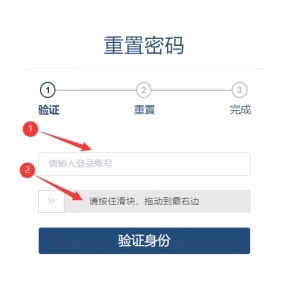 重置密码
1 2 3
验证 重置 完成
1
请输入登录账号
2
>> 请按住滑块，拖动到最右边
验证身份